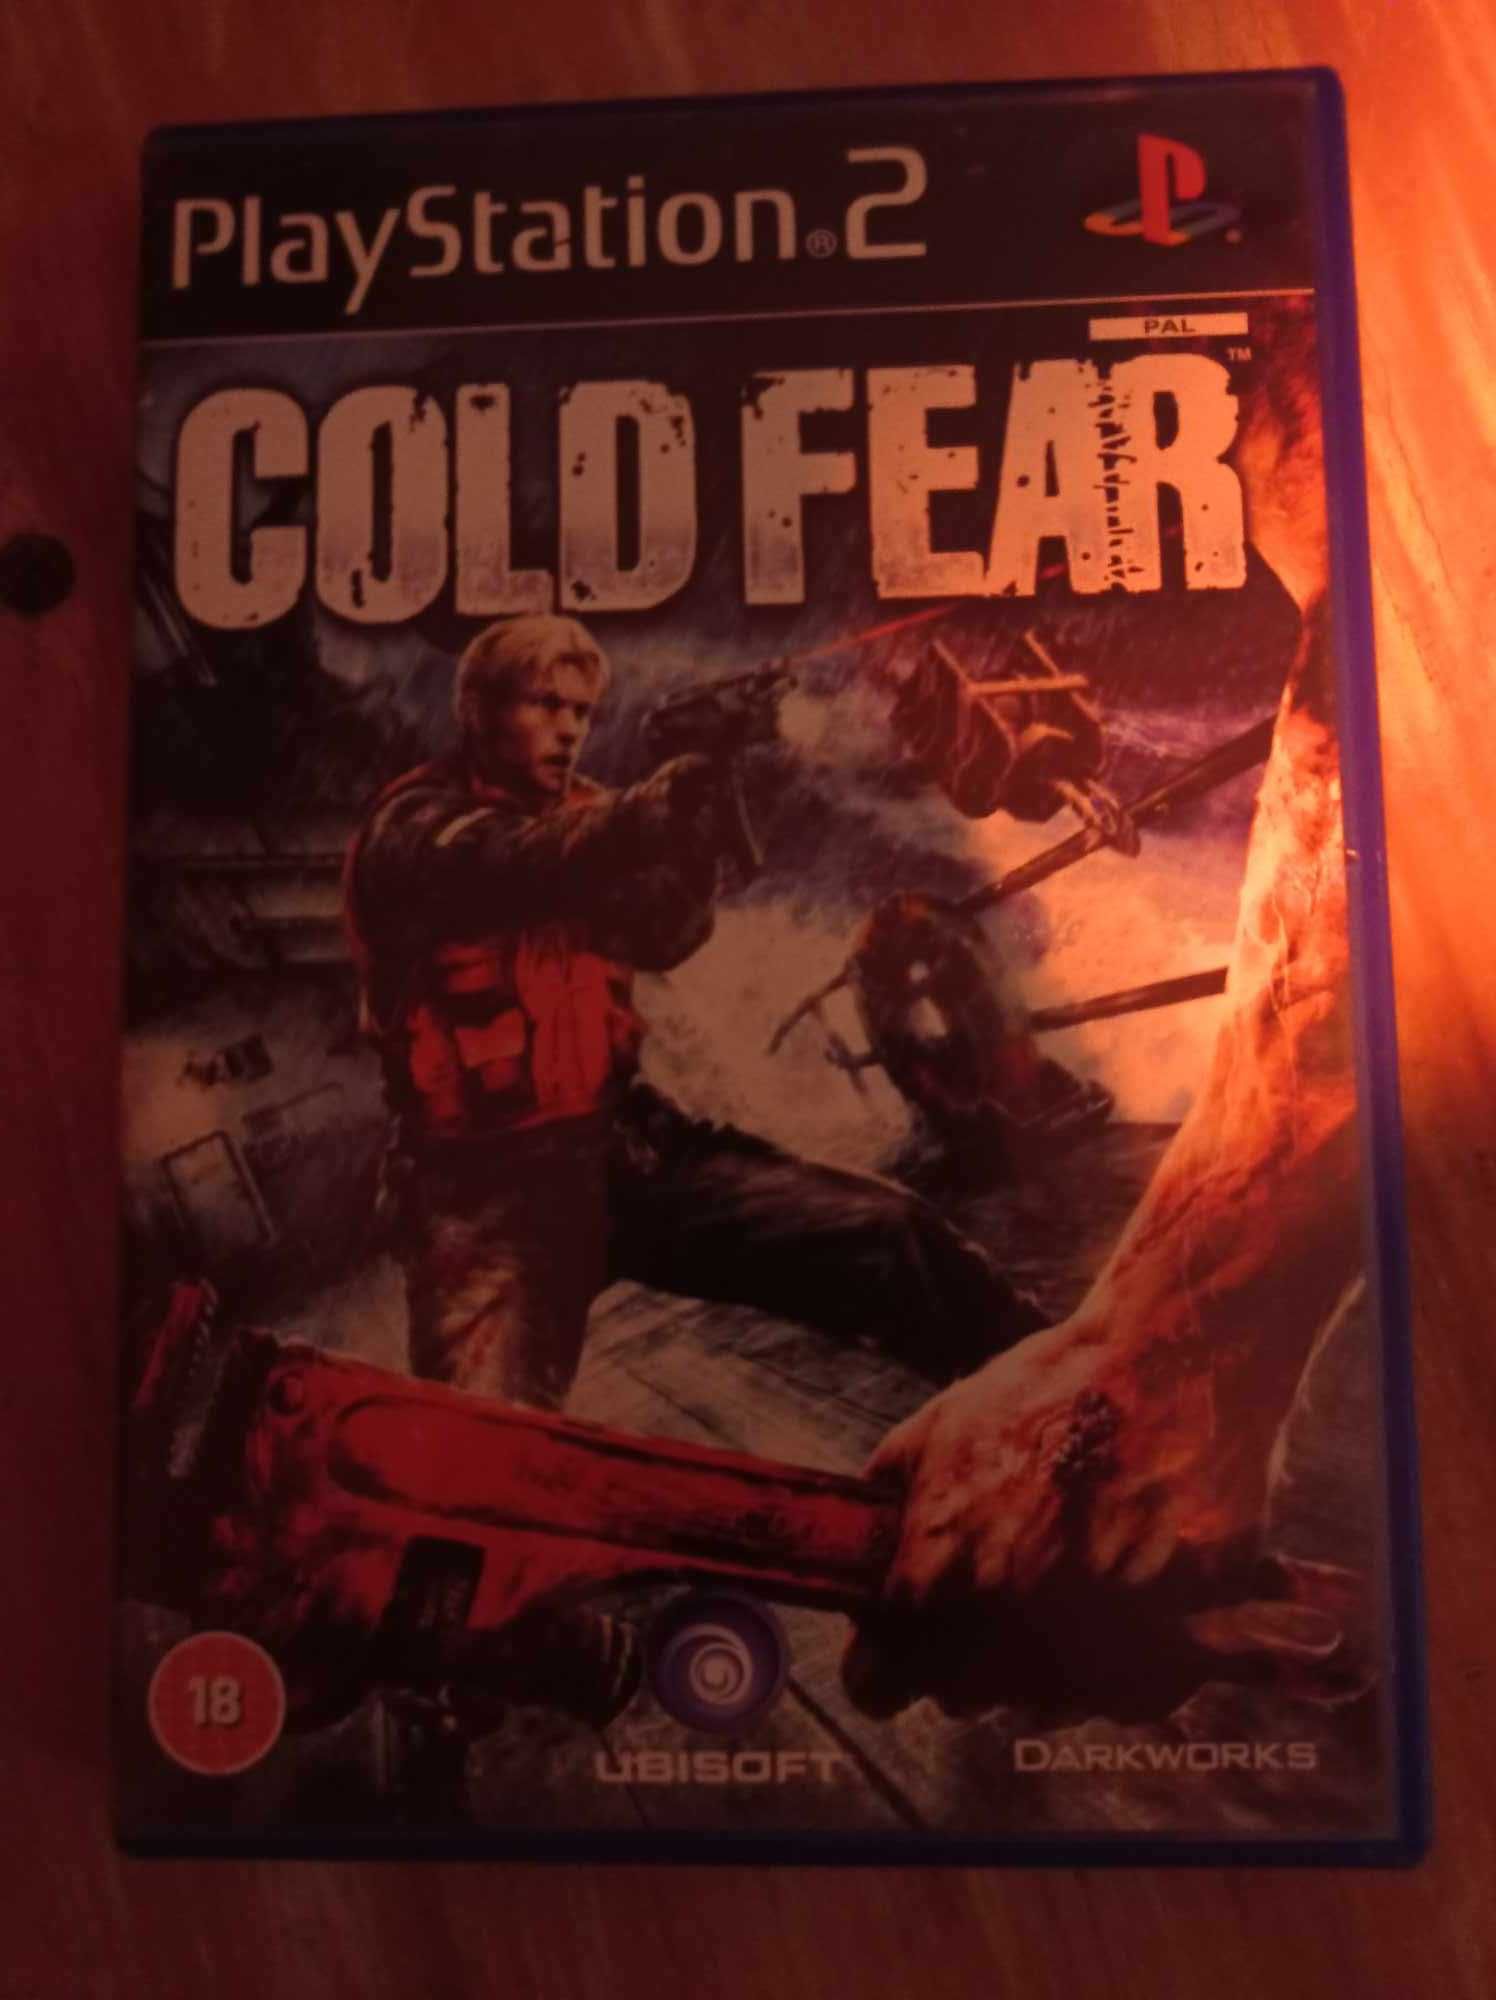 PlayStation®2
PAL
COLD FEAR™
18
UBISOFT
DARKWORKS